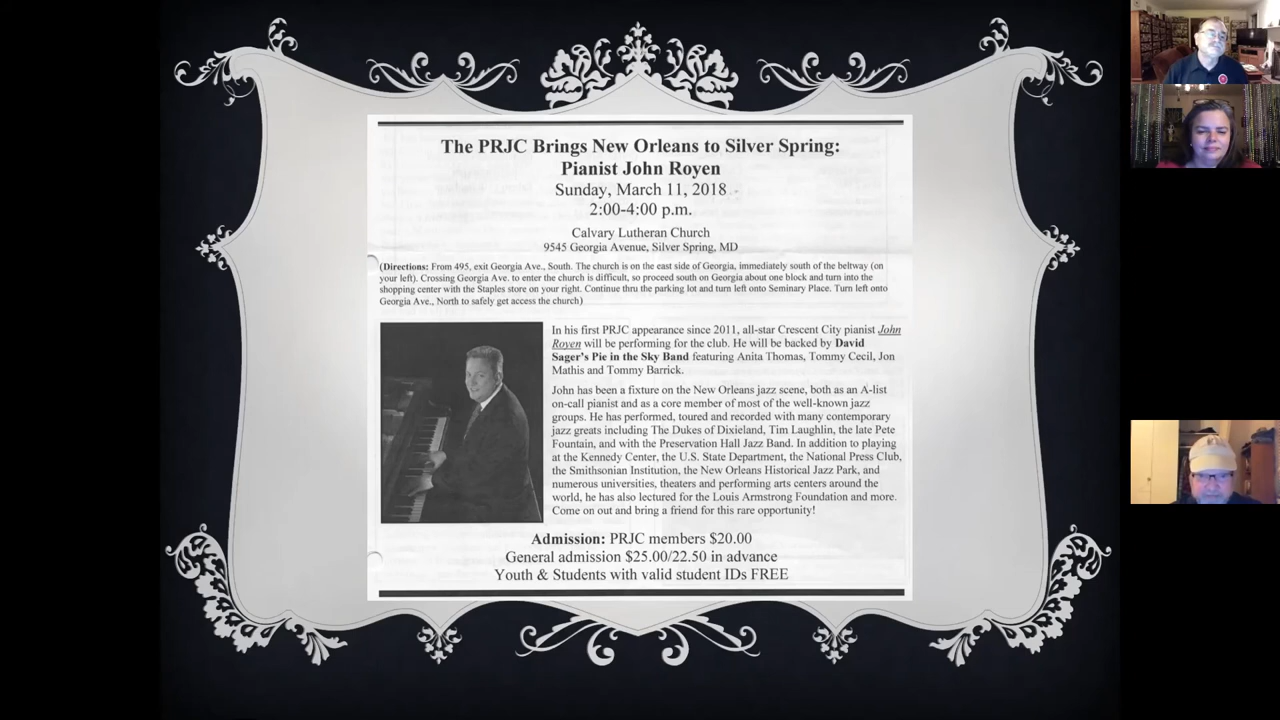 The PRJC Brings New Orleans to Silver Spring:
Pianist John Royen
Sunday, March 11, 2018
2:00-4:00 p.m.
Calvary Lutheran Church
9545 Georgia Avenue, Silver Spring, MD
(Directions: From 495, exit Georgia Ave., South. The church is on the east side of Georgia, immediately south of the beltway (on
your left). Crossing Georgia Ave. to enter the church is difficult, so proceed south on Georgia about one block and turn into the
shopping center with the Staples store on your right. Continue thru the parking lot and turn left onto Seminary Place. Turn left onto
Georgia Ave., North to safely get access the church)
In his first PRJC appearance since 2011, all-star Crescent City pianist John
Royen will be performing for the club. He will be backed by David
Sager's Pie in the Sky Band featuring Anita Thomas, Tommy Cecil, Jon
Mathis and Tommy Barrick.
John has been a fixture on the New Orleans jazz scene, both as an A-list
on-call pianist and as a core member of most of the well-known jazz
groups. He has performed, toured and recorded with many contemporary
jazz greats including The Dukes of Dixieland, Tim Laughlin, the late Pete
Fountain, and with the Preservation Hall Jazz Band. In addition to playing
at the Kennedy Center, the U.S. State Department, the National Press Club,
the Smithsonian Institution, the New Orleans Historical Jazz Park, and
numerous universities, theaters and performing arts centers around the
world, he has also lectured for the Louis Armstrong Foundation and more.
Come on out and bring a friend for this rare opportunity!
Admission: PRJC members $20.00
General admission $25.00/22.50 in advance
Youth & Students with valid student IDs FREE